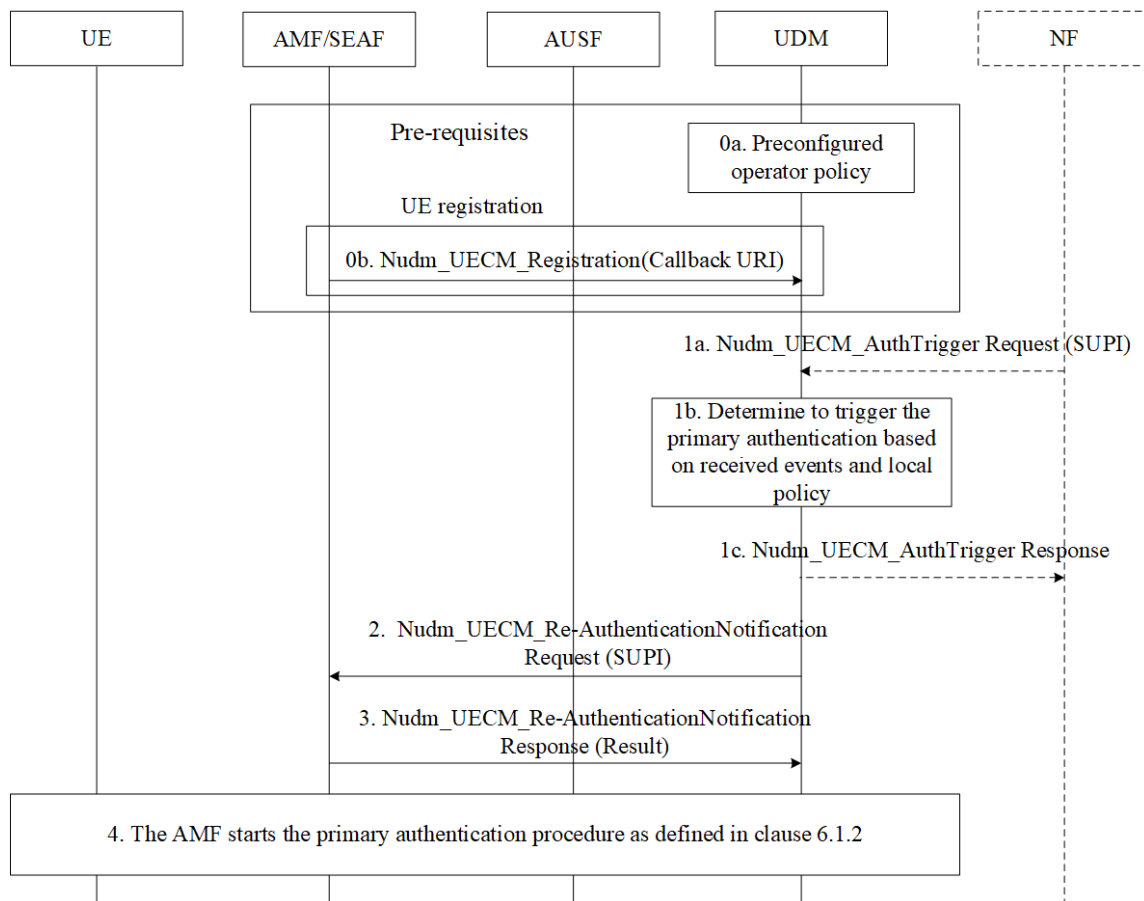 UE
AMF/SEAF
AUSF
UDM
NF
Pre-requisites
0a. Preconfigured
operator policy
UE registration
0b. Nudm_UECM_Registration(Callback URI)
1a. Nudm_UECM_AuthTrigger Request (SUPI)
1b. Determine to trigger the
primary authentication based
on received events and local
policy
1c. Nudm_UECM_AuthTrigger Response
2. Nudm_UECM_Re-AuthenticationNotification
Request (SUPI)
3. Nudm_UECM_Re-AuthenticationNotification
Response (Result)
4. The AMF starts the primary authentication procedure as defined in clause 6.1.2